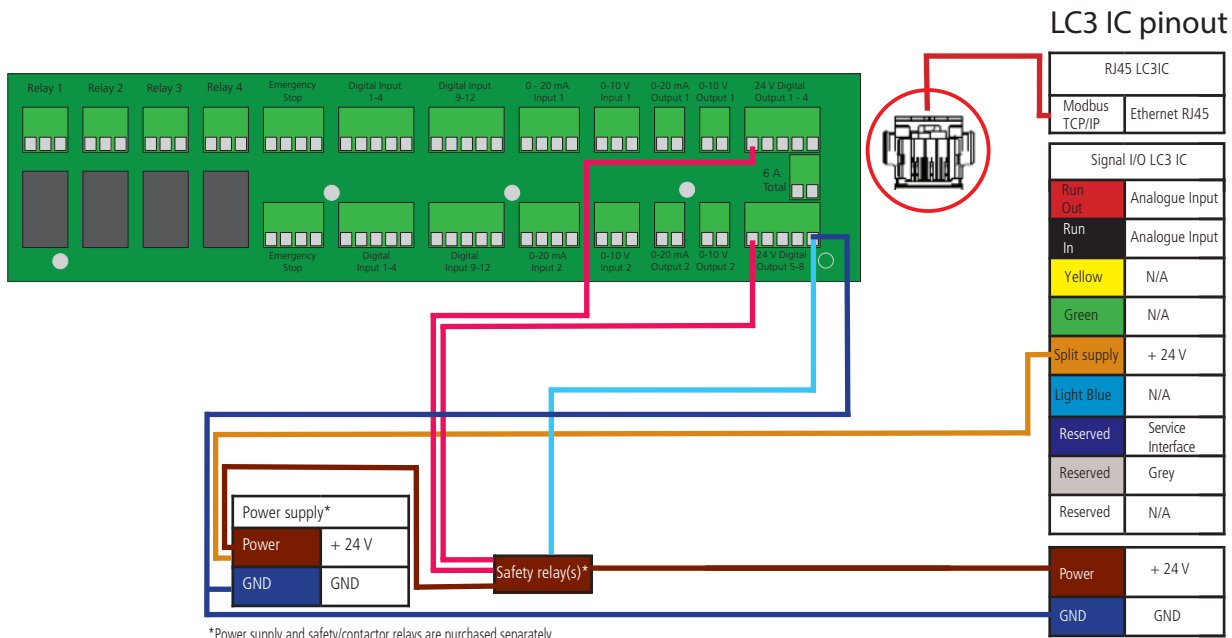 LC3 IC pinout
RJ45 LC3IC
Modbus
TCP/IP
Ethernet RJ45
Relay 1
Relay 2
Relay 3
Relay 4
Emergency
Stop
Digital Input
1-4
Digital Input
9-12
0 - 20 mA
Input 1
0-10 V
Input 1
0-20 mA
Output 1
0-10 V
Output 1
24 V Digital
Output 1 - 4
6 A
Total
Emergency
Stop
Digital
Input 1-4
Digital
Input 9-12
0-20 mA
Input 2
0-10 V
Input 2
0-20 mA
Output 2
0-10 V
Output 2
24 V Digital
Output 5-8
Signal I/O LC3 IC
Run
Out
Analogue Input
Run
In
Analogue Input
Yellow
N/A
Green
N/A
Split supply
+ 24 V
Light Blue
N/A
Reserved
Service
Interface
Reserved
Grey
Reserved
N/A
Power supply*
Power
+ 24 V
GND
GND
Safety relay(s)*
Power
+ 24 V
GND
GND
*Power supply and safety/contactor relays are purchased separately